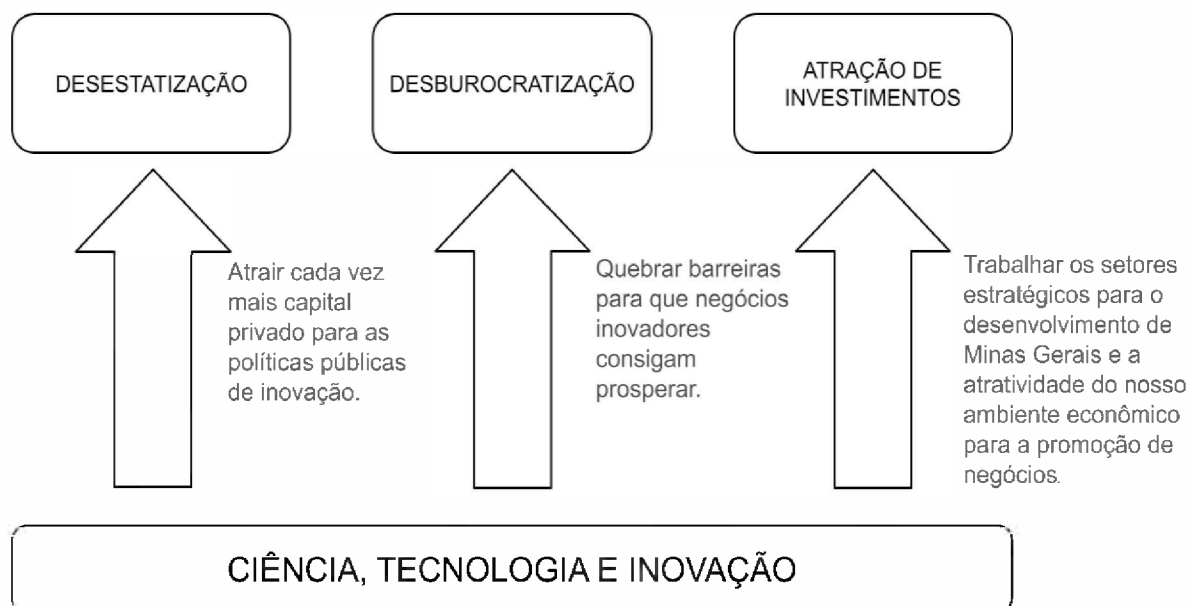 DESESTATIZAÇÃO
DESBUROCRATIZAÇÃO
ATRAÇÃO DE
INVESTIMENTOS
Atrair cada vez
mais capital
privado para as
políticas públicas
de inovação.
Quebrar barreiras
para que negócios
inovadores
consigam
prosperar.
Trabalhar os setores
estratégicos para o
desenvolvimento de
Minas Gerais e a
atratividade do nosso
ambiente econômico
para a promoção de
negócios.
CIÊNCIA, TECNOLOGIA E INOVAÇÃO